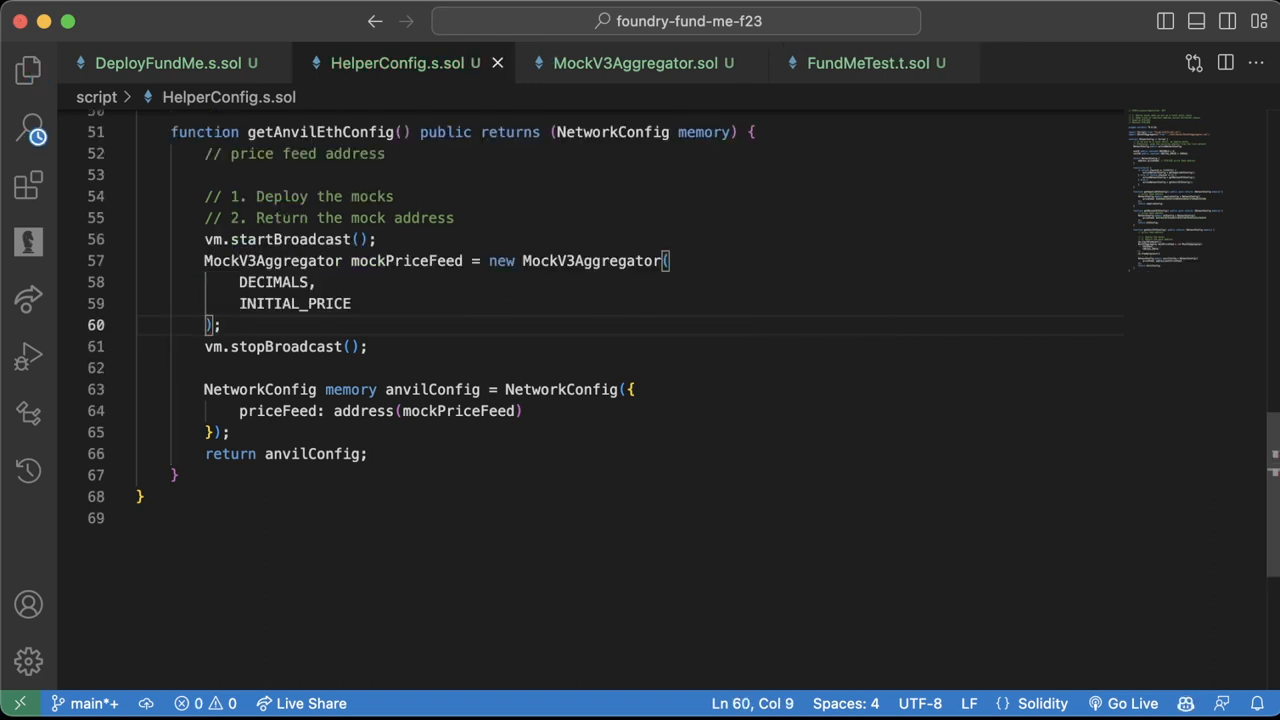 foundry-fund-me-f23
DeployFundMe.s.sol U
HelperConfig.s.sol U
MockV3Aggregator.sol U
FundMeTest.t.sol U
script > HelperConfig.s.sol
51 function getAnvilEthConfig() public returns (NetworkConfig memory) {
52 // price feed address
53
54 // 1. Deploy the mocks
55 // 2. Return the mock address
56 vm.startBroadcast();
57 MockV3Aggregator mockPriceFeed = new MockV3Aggregator(
58 DECIMALS,
59 INITIAL_PRICE
60 );
61 vm.stopBroadcast();
62
63 NetworkConfig memory anvilConfig = NetworkConfig({
64 priceFeed: address(mockPriceFeed)
65 });
66 return anvilConfig;
67 }
68 }
69
main*+ 0 0 Live Share Ln 60, Col 9 Spaces: 4 UTF-8 LF {} Solidity Go Live